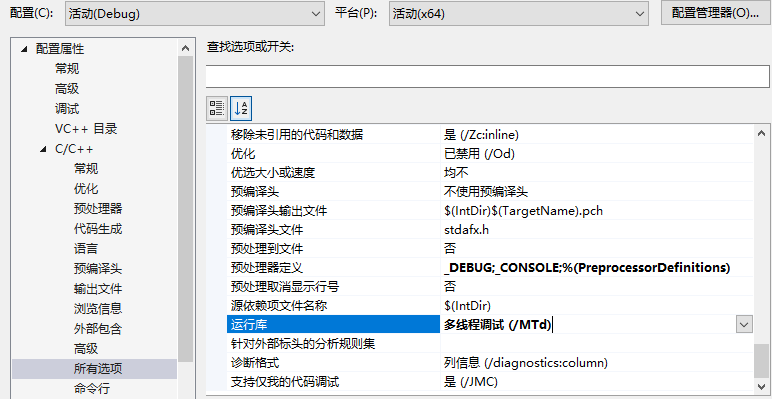 配置(C): 活动(Debug) 平台(P): 活动(x64) 配置管理器(O)...
配置属性
常规
高级
调试
VC++ 目录
C/C++
常规
优化
预处理器
代码生成
语言
预编译头
输出文件
浏览信息
外部包含
高级
所有选项
命令行
查找选项或开关:
移除未引用的代码和数据 是 (/Zc:inline)
优化 已禁用 (/Od)
优选大小或速度 均不
预编译头 不使用预编译头
预编译头输出文件 $(IntDir)$(TargetName).pch
预编译头文件 stdafx.h
预处理到文件 否
预处理器定义 _DEBUG;_CONSOLE;%(PreprocessorDefinitions)
预处理取消显示行号 否
源依赖项文件名称 $(IntDir)
运行库 多线程调试 (/MTd)
针对外部标头的分析规则集
诊断格式 列信息 (/diagnostics:column)
支持仅我的代码调试 是 (/JMC)